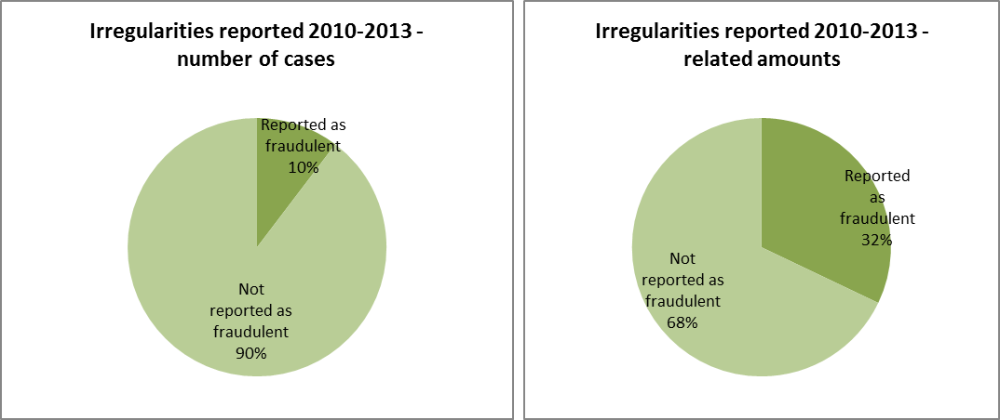 Irregularities reported 2010-2013 -
number of cases
Reported as
fraudulent
10%
Not
reported as
fraudulent
90%
Irregularities reported 2010-2013 -
related amounts
Reported
as
fraudulent
32%
Not
reported as
fraudulent
68%